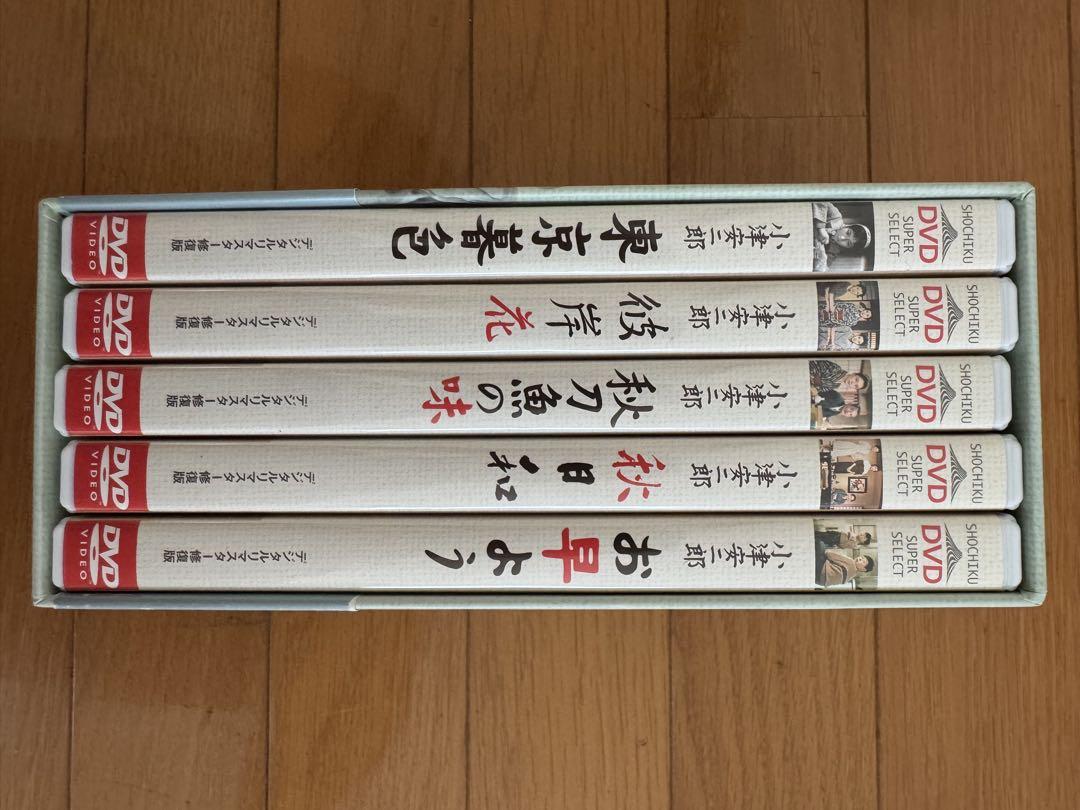 SHOCHIKU
DVD
SUPER
SELECT
小津安二郎
東京暮色
デジタルリマスター
修復版
DVD
VIDEO
SHOCHIKU
DVD
SUPER
SELECT
小津安二郎
彼岸花
デジタルリマスター
修復版
DVD
VIDEO
SHOCHIKU
DVD
SUPER
SELECT
小津安二郎
秋刀魚の味
デジタルリマスター
修復版
DVD
VIDEO
SHOCHIKU
DVD
SUPER
SELECT
小津安二郎
秋日和
デジタルリマスター
修復版
DVD
VIDEO
SHOCHIKU
DVD
SUPER
SELECT
小津安二郎
お早よう
デジタルリマスター
修復版
DVD
VIDEO